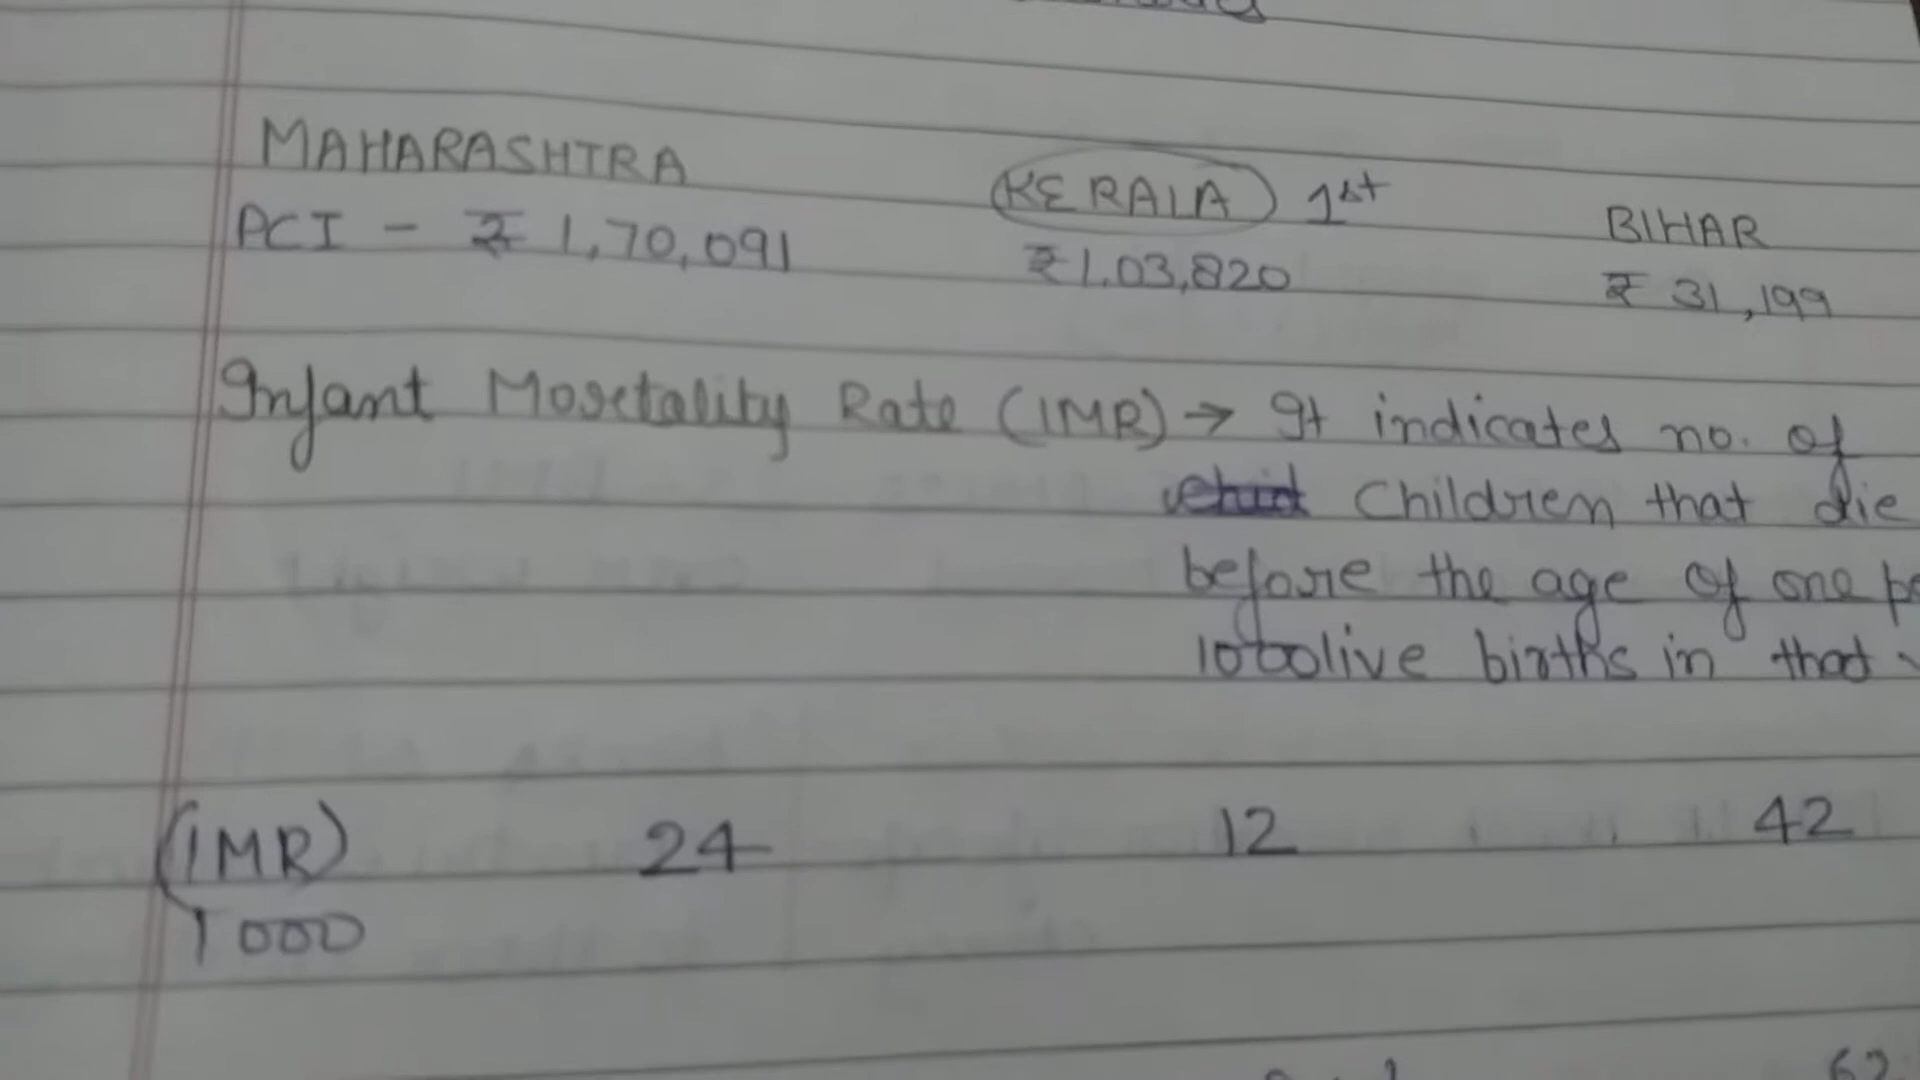 MAHARASHTRA KERALA 1st BIHAR
PCI - ₹ 1,70,091 ₹1,03,820 ₹ 31,199
Infant Mortality Rate (IMR) → It indicates no. of
Children that die
before the age of one
1000 live births in that
(IMR) 24 12 42
1000
62